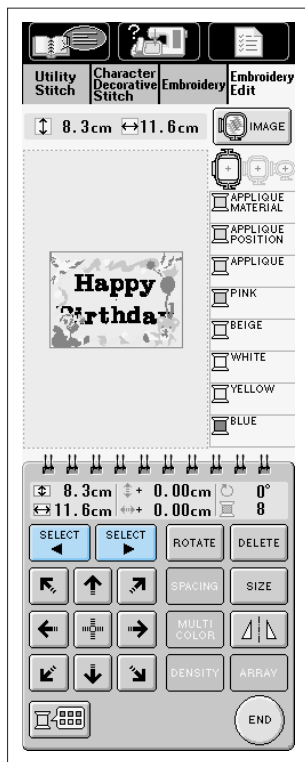 Utility Stitch
Character Decorative Stitch
Embroidery
Embroidery Edit
8.3cm 11.6cm
IMAGE
APPLIQUE MATERIAL
APPLIQUE POSITION
APPLIQUE
PINK
BEIGE
WHITE
YELLOW
BLUE
Happy
Birthday
8.3cm + 0.00cm 0°
11.6cm + 0.00cm 8
SELECT SELECT ROTATE DELETE
SPACING SIZE
MULTI COLOR
DENSITY ARRAY
END